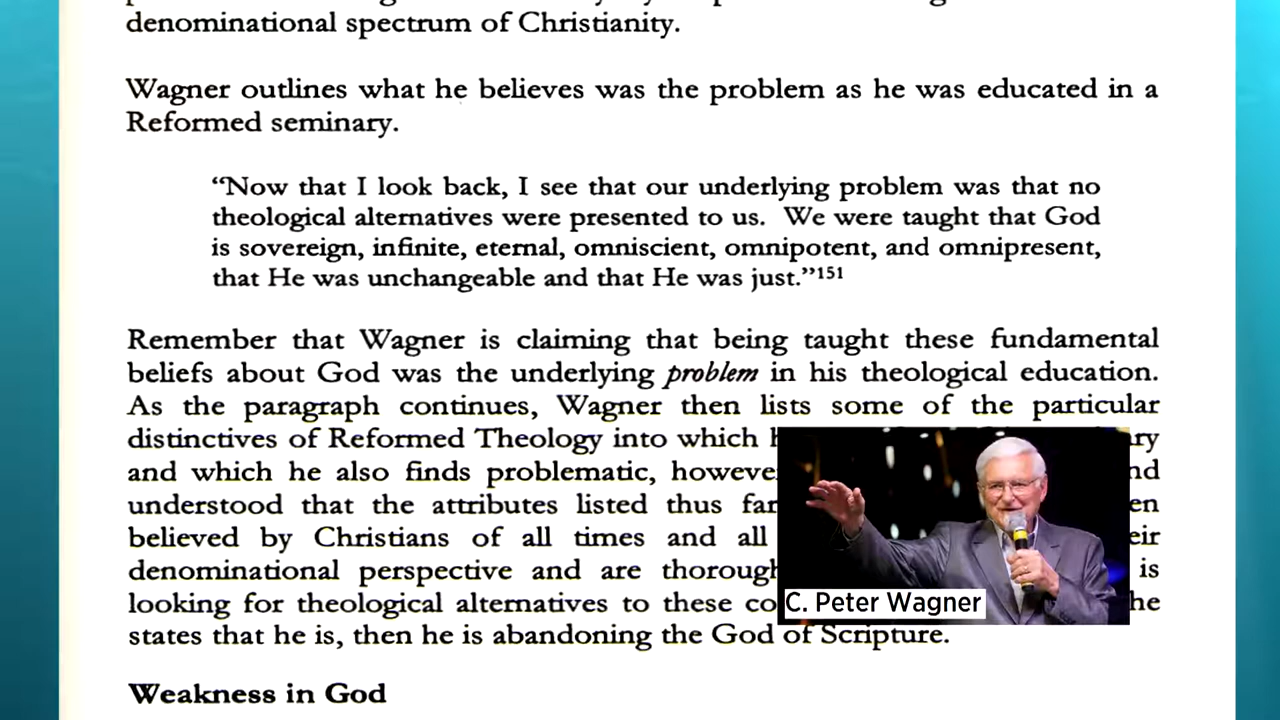 denominational spectrum of Christianity.
Wagner outlines what he believes was the problem as he was educated in a
Reformed seminary.
“Now that I look back, I see that our underlying problem was that no
theological alternatives were presented to us. We were taught that God
is sovereign, infinite, eternal, omniscient, omnipotent, and omnipresent,
that He was unchangeable and that He was just.”151
Remember that Wagner is claiming that being taught these fundamental
beliefs about God was the underlying problem in his theological education.
As the paragraph continues, Wagner then lists some of the particular
distinctives of Reformed Theology into which
and which he also finds problematic,
understood that the attributes listed thus far
believed by Christians of all times and all
denominational perspective and are is
looking for theological alternatives to these he
states that he is, then he is abandoning the God of Scripture.
C. Peter Wagner
Weakness in God